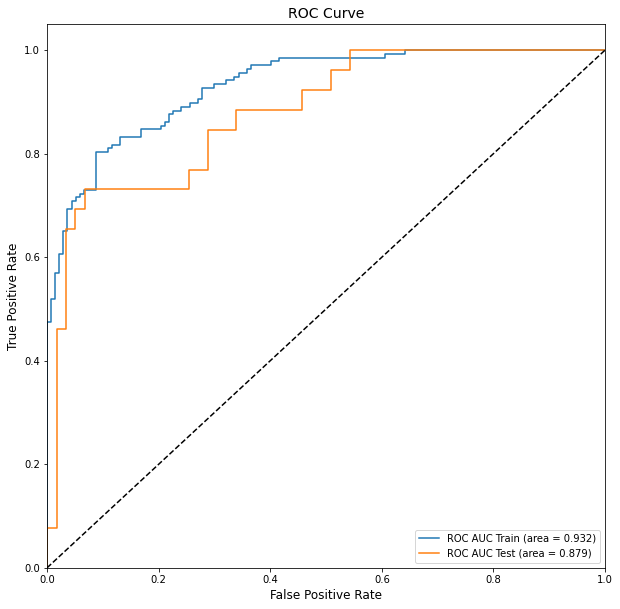 ROC Curve
True Positive Rate
1.0
0.8
0.6
0.4
0.2
0.0
ROC AUC Train (area = 0.932)
ROC AUC Test (area = 0.879)
0.0 0.2 0.4 0.6 0.8 1.0
False Positive Rate